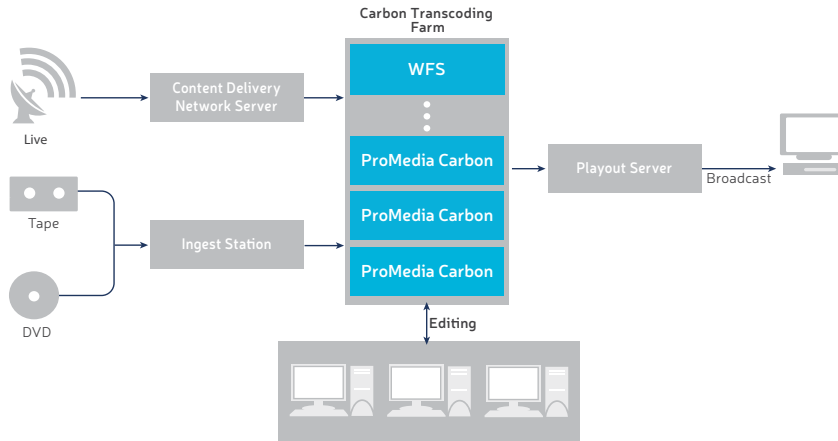 Carbon Transcoding
Farm
WFS
Content Delivery
Network Server
Live
ProMedia Carbon
Playout Server
Broadcast
Tape
ProMedia Carbon
Ingest Station
ProMedia Carbon
DVD
Editing